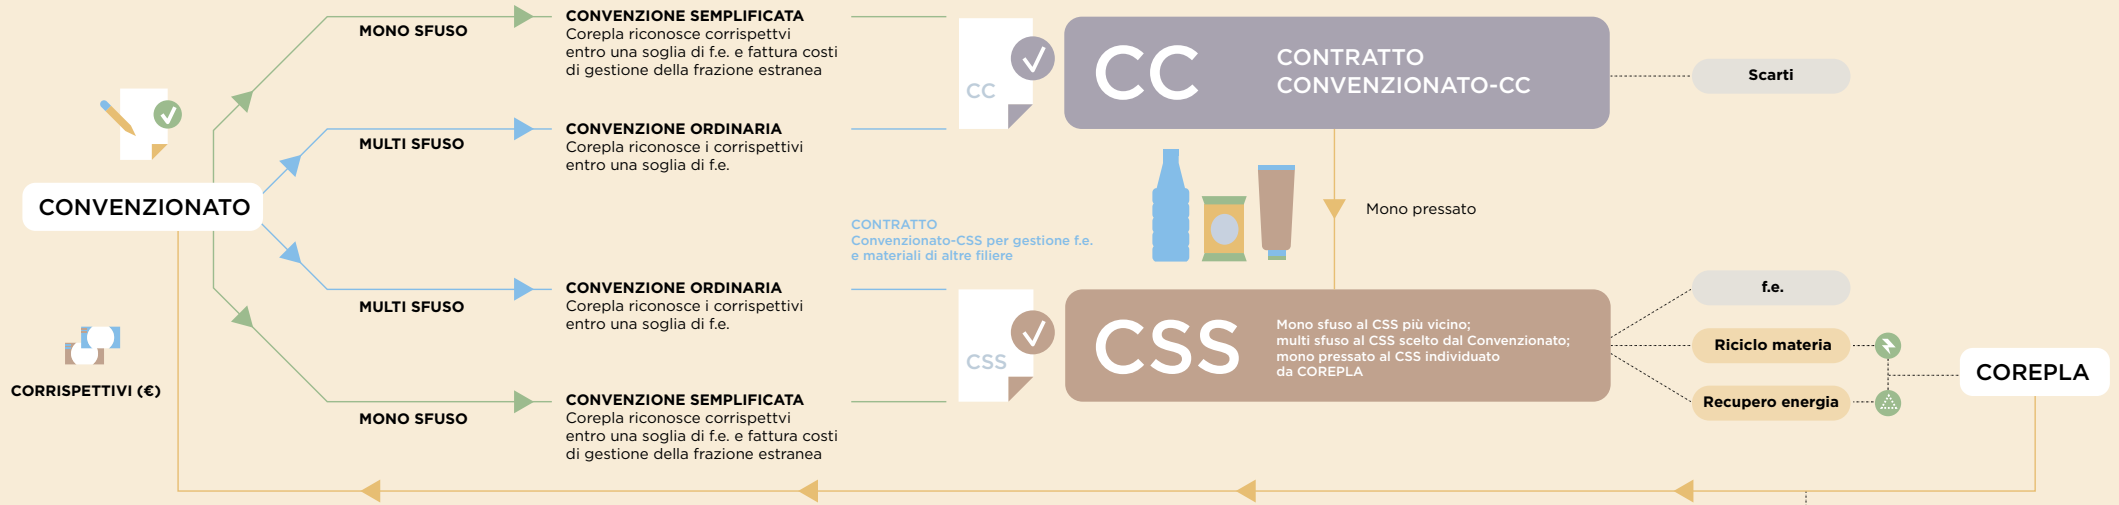 CONVENZIONATO
CORRISPETTIVI (€)
MONO SFUSO
CONVENZIONE SEMPLIFICATA
Corepla riconosce corrispettvi
entro una soglia di f.e. e fattura costi
di gestione della frazione estranea
MULTI SFUSO
CONVENZIONE ORDINARIA
Corepla riconosce i corrispettivi
entro una soglia di f.e.
MULTI SFUSO
CONVENZIONE ORDINARIA
Corepla riconosce i corrispettivi
entro una soglia di f.e.
MONO SFUSO
CONVENZIONE SEMPLIFICATA
Corepla riconosce corrispettvi
entro una soglia di f.e. e fattura costi
di gestione della frazione estranea
CC
CC
CONTRATTO
CONVENZIONATO-CC
Scarti
Mono pressato
CONTRATTO
Convenzionato-CSS per gestione f.e.
e materiali di altre filiere
CSS
CSS
Mono sfuso al CSS più vicino;
multi sfuso al CSS scelto dal Convenzionato;
mono pressato al CSS individuato
da COREPLA
f.e.
Riciclo materia
Recupero energia
COREPLA